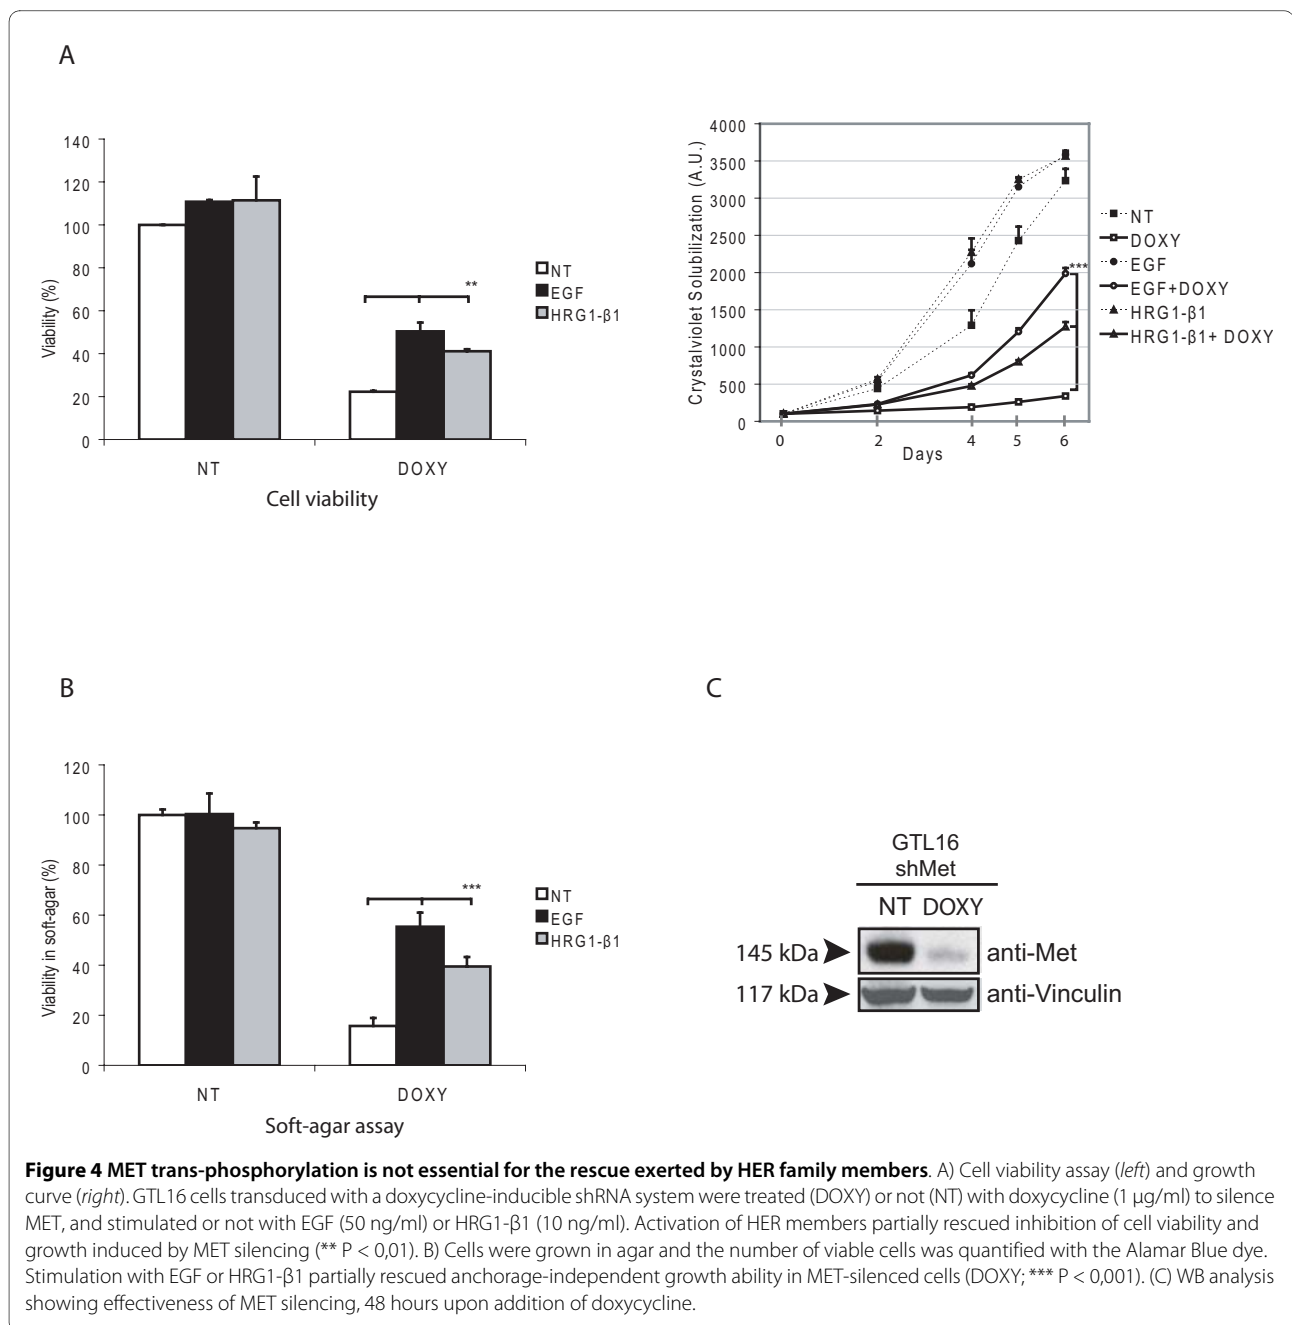 A
140
120
100
80
60
40
20
0
Viability (%)
**
NT
EGF
HRG1-β1
NT
DOXY
Cell viability
4000
3500
3000
2500
2000
1500
1000
500
0
Crystalviolet Solubilization (A.U.)
***
0 2 4 5 6
Days
NT
DOXY
EGF
EGF+DOXY
HRG1-β1
HRG1-β1+ DOXY
B
120
100
80
60
40
20
0
Viability in soft-agar (%)
***
NT
EGF
HRG1-β1
NT
DOXY
Soft-agar assay
C
GTL16
shMet
NT DOXY
145 kDa anti-Met
117 kDa anti-Vinculin
Figure 4 MET trans-phosphorylation is not essential for the rescue exerted by HER family members. A) Cell viability assay (left) and growth
curve (right). GTL16 cells transduced with a doxycycline-inducible shRNA system were treated (DOXY) or not (NT) with doxycycline (1 μg/ml) to silence
MET, and stimulated or not with EGF (50 ng/ml) or HRG1-β1 (10 ng/ml). Activation of HER members partially rescued inhibition of cell viability and
growth induced by MET silencing (** P < 0,01). B) Cells were grown in agar and the number of viable cells was quantified with the Alamar Blue dye.
Stimulation with EGF or HRG1-β1 partially rescued anchorage-independent growth ability in MET-silenced cells (DOXY; *** P < 0,001). (C) WB analysis
showing effectiveness of MET silencing, 48 hours upon addition of doxycycline.